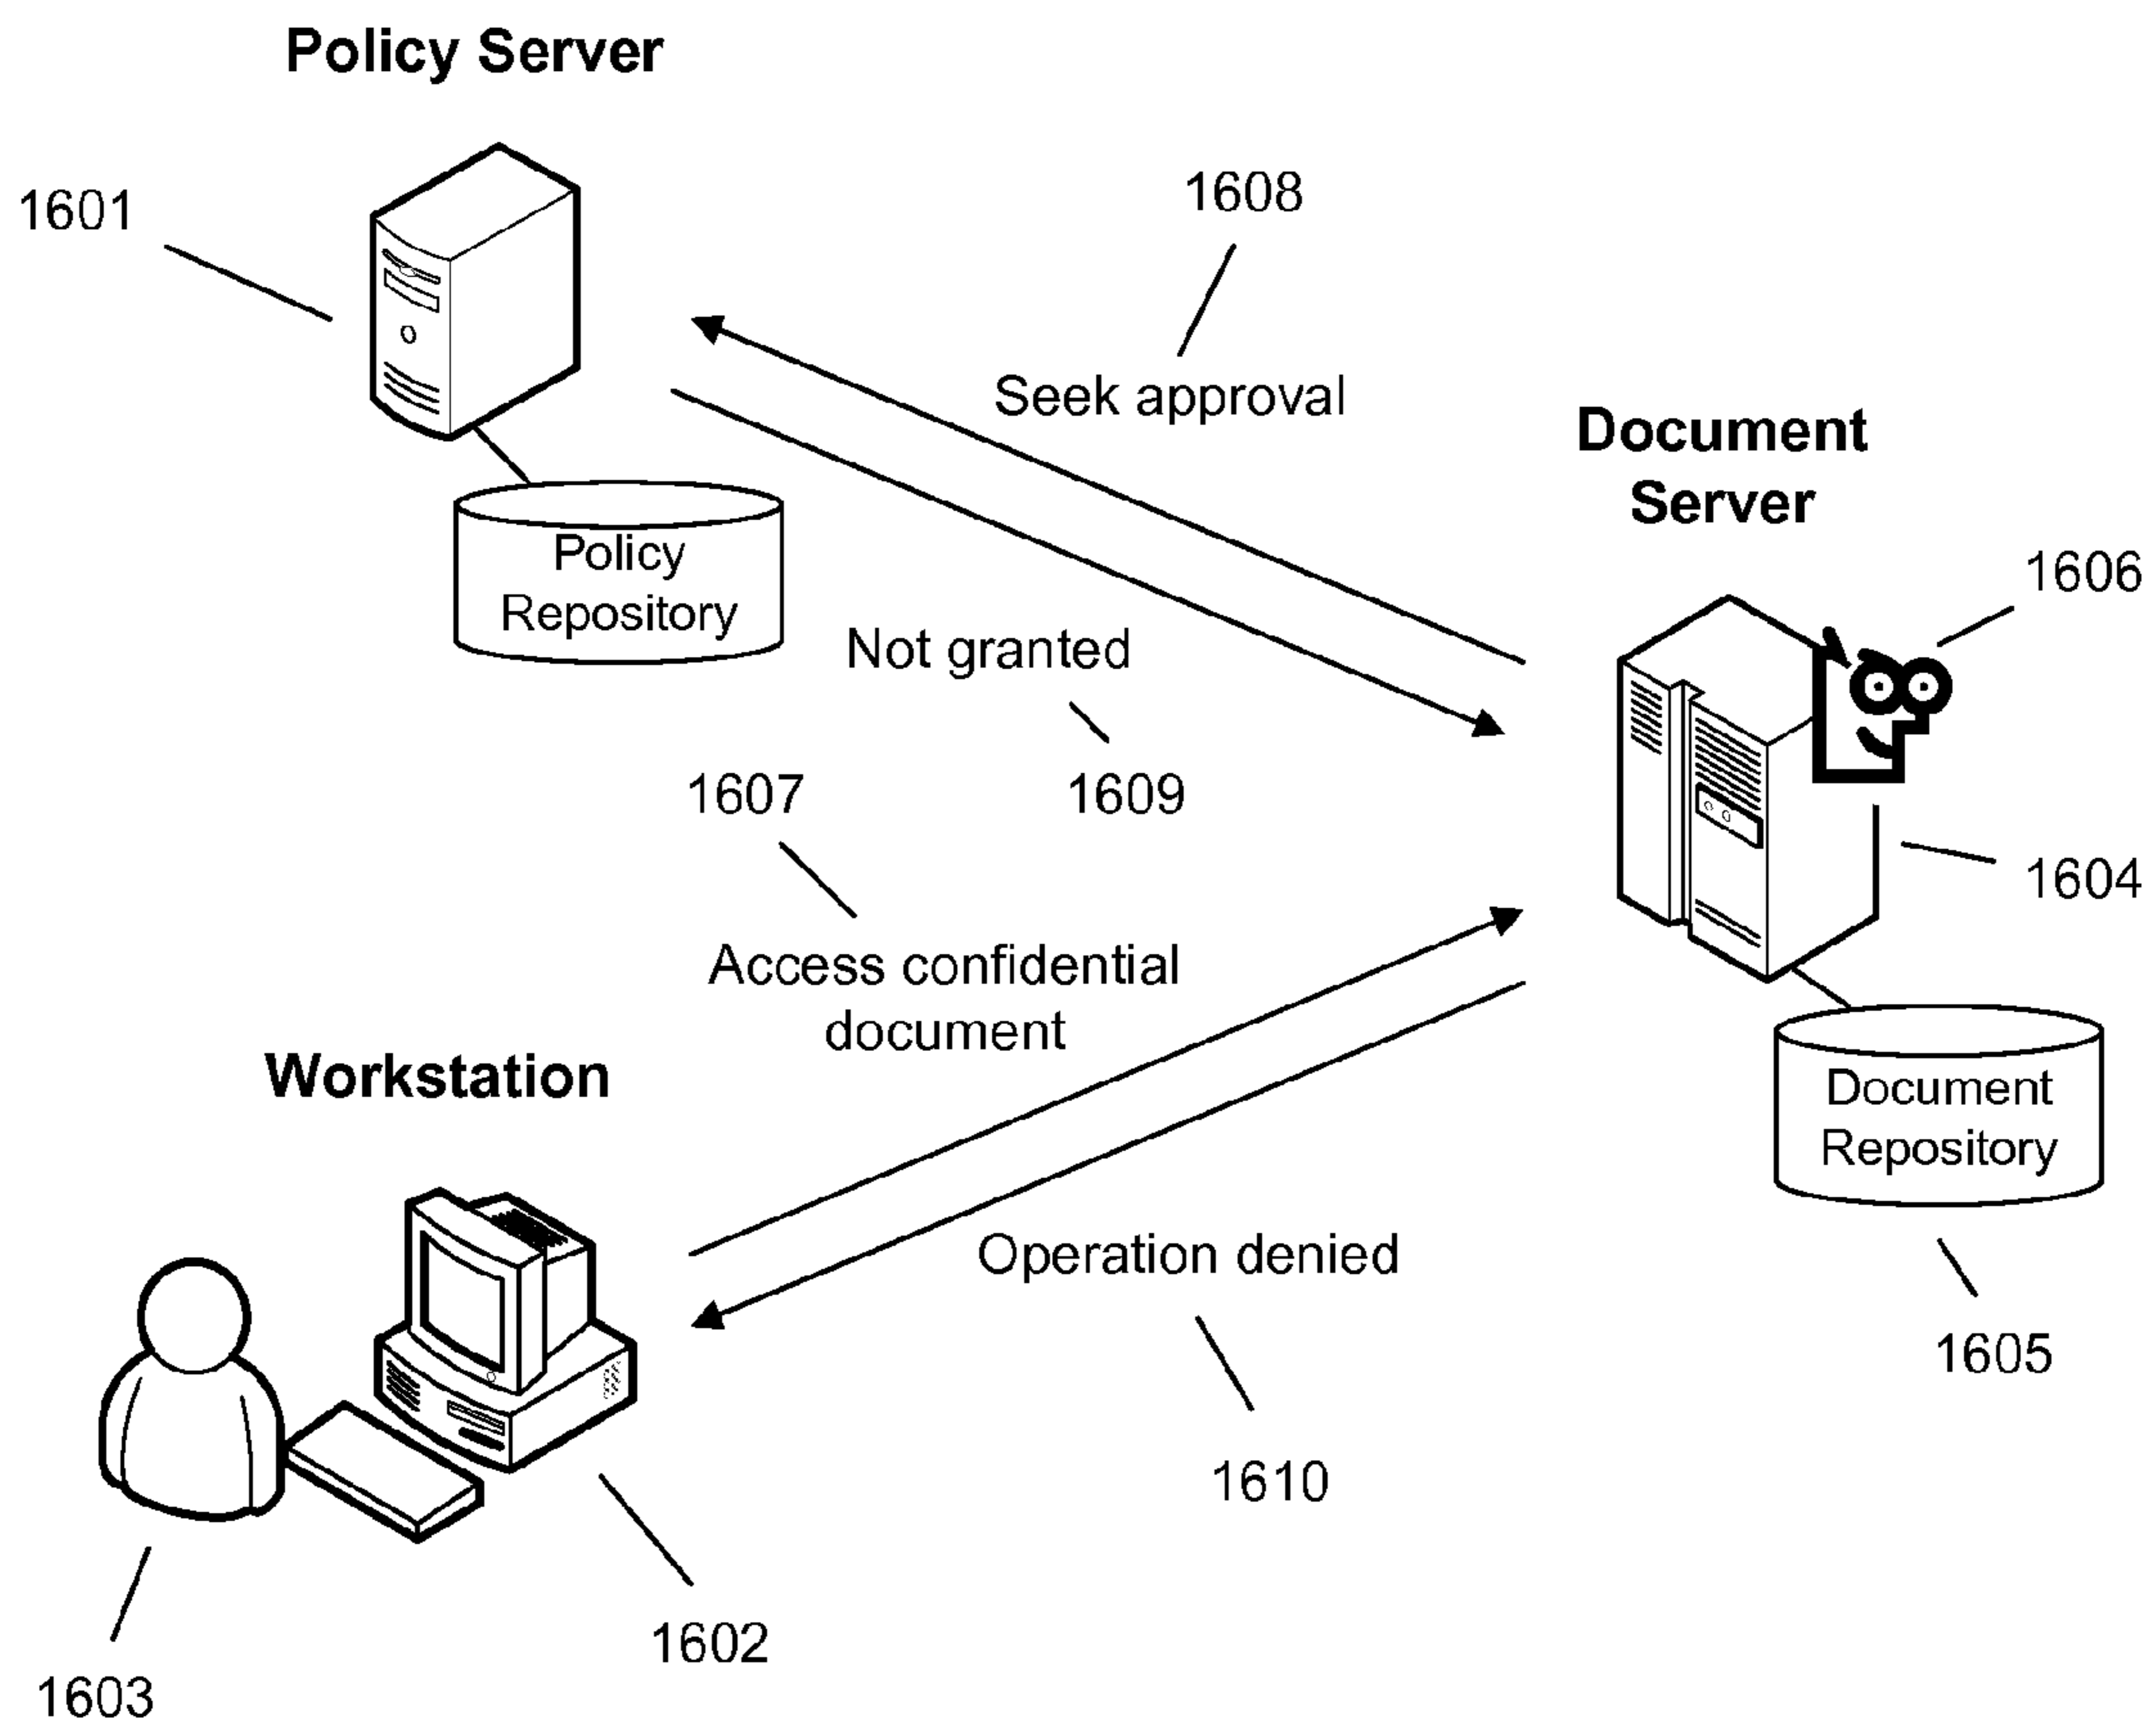 Policy Server
1601
1608
Seek approval
Document
Server
Policy
Repository
1606
Not granted
1607
1609
1604
Access confidential
document
Workstation
Document
Repository
Operation denied
1605
1610
1602
1603